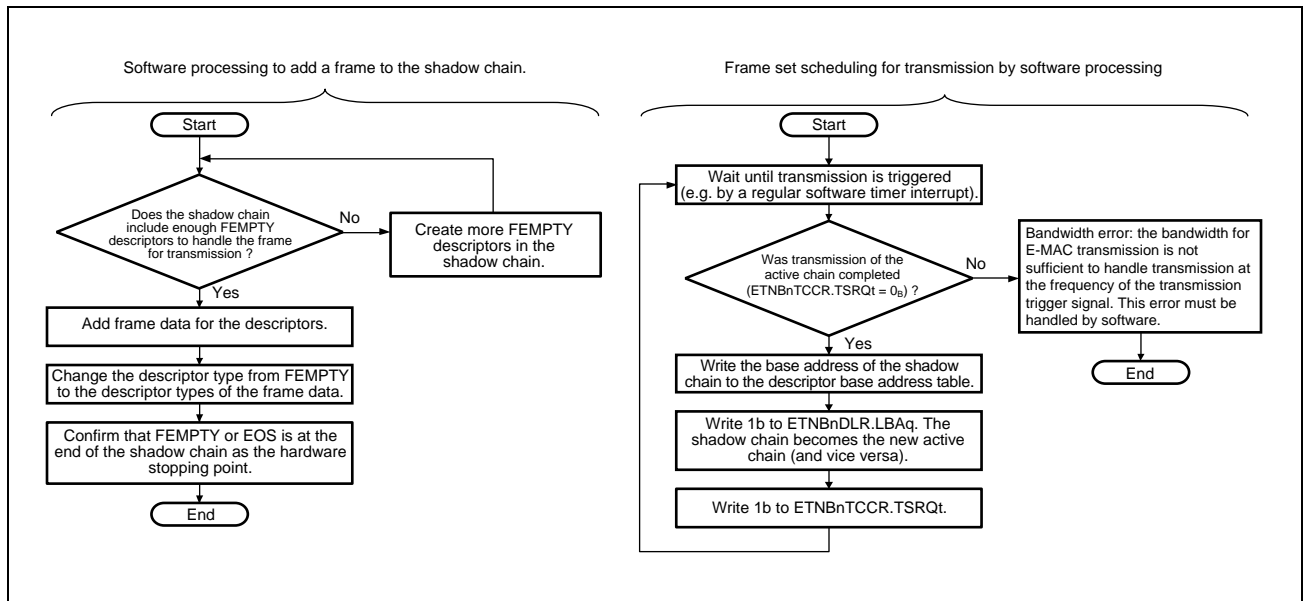 Software processing to add a frame to the shadow chain.
Start
Does the shadow chain
include enough FEMPTY
descriptors to handle the frame
for transmission ?
No
Create more FEMPTY
descriptors in the
shadow chain.
Yes
Add frame data for the descriptors.
Change the descriptor type from FEMPTY
to the descriptor types of the frame data.
Confirm that FEMPTY or EOS is at the
end of the shadow chain as the hardware
stopping point.
End
Frame set scheduling for transmission by software processing
Start
Wait until transmission is triggered
(e.g. by a regular software timer interrupt).
Was transmission of the
active chain completed
(ETNBnTCCR.TSRQt = 0B) ?
No
Bandwidth error: the bandwidth for
E-MAC transmission is not
sufficient to handle transmission at
the frequency of the transmission
trigger signal. This error must be
handled by software.
End
Yes
Write the base address of the shadow
chain to the descriptor base address table.
Write 1b to ETNBnDLR.LBAq. The
shadow chain becomes the new active
chain (and vice versa).
Write 1b to ETNBnTCCR.TSRQt.